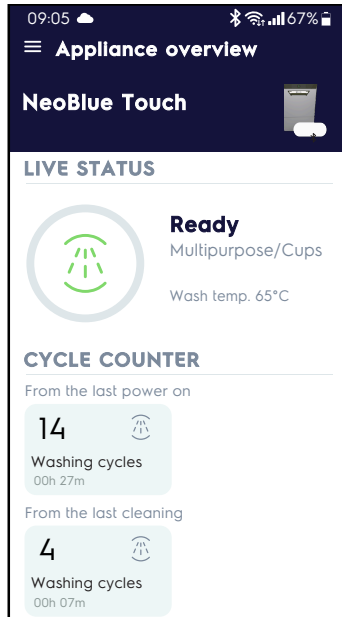 09:05 67%
Appliance overview
NeoBlue Touch
LIVE STATUS
Ready
Multipurpose/Cups
Wash temp. 65°C
CYCLE COUNTER
From the last power on
14
Washing cycles
00h 27m
From the last cleaning
4
Washing cycles
00h 07m